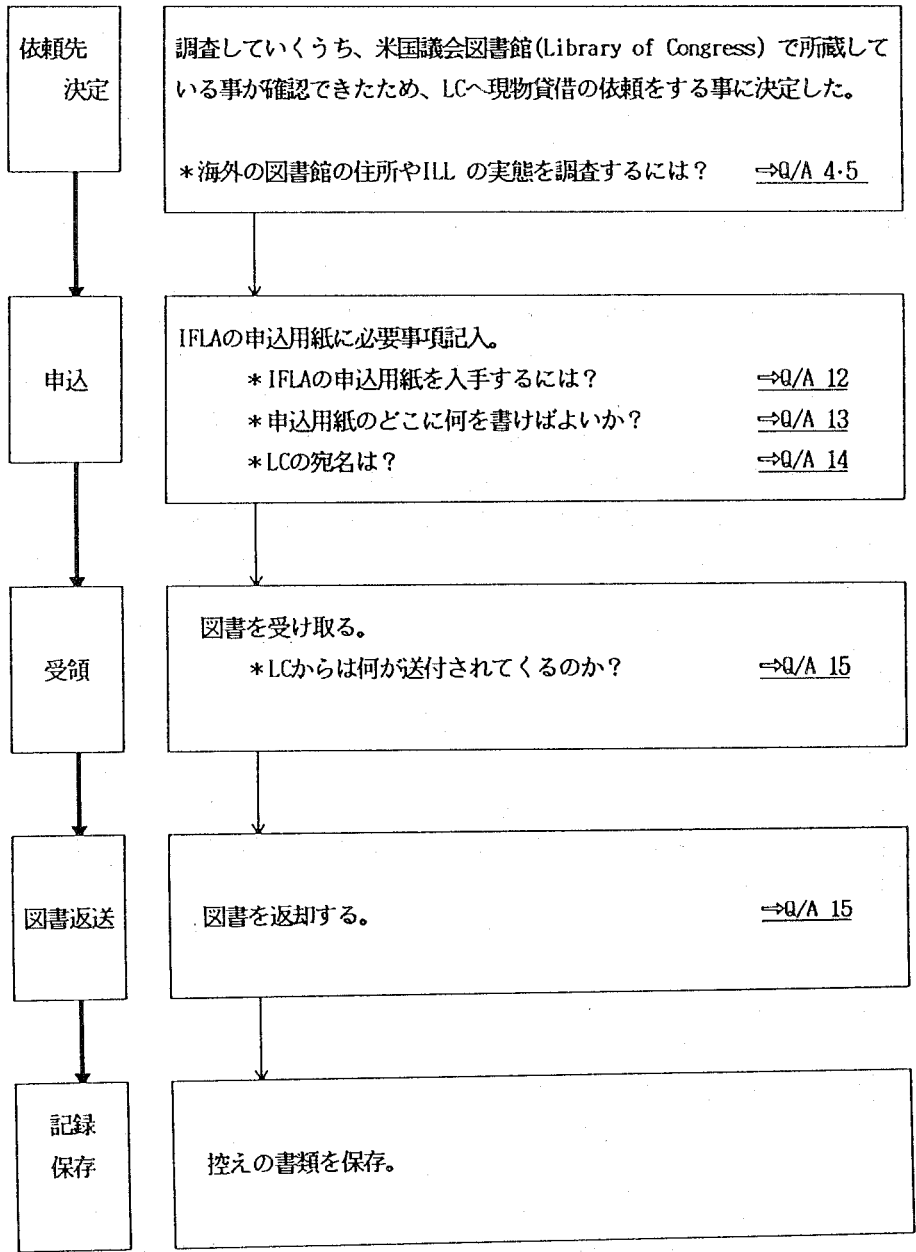 依頼先
決定
調査していくうち、米国議会図書館(Library of Congress) で所蔵して
いる事が確認できたため、LCへ現物貸借の依頼をする事に決定した。
*海外の図書館の住所やILL の実態を調査するには? ⇒Q/A 4·5
申込
IFLAの申込用紙に必要事項記入。
*IFLAの申込用紙を入手するには? ⇒Q/A 12
*申込用紙のどこに何を書けばよいか? ⇒Q/A 13
*LCの宛名は? ⇒Q/A 14
受領
図書を受け取る。
*LCからは何が送付されてくるのか? ⇒Q/A 15
図書返送
図書を返却する。 ⇒Q/A 15
記録
保存
控えの書類を保存。